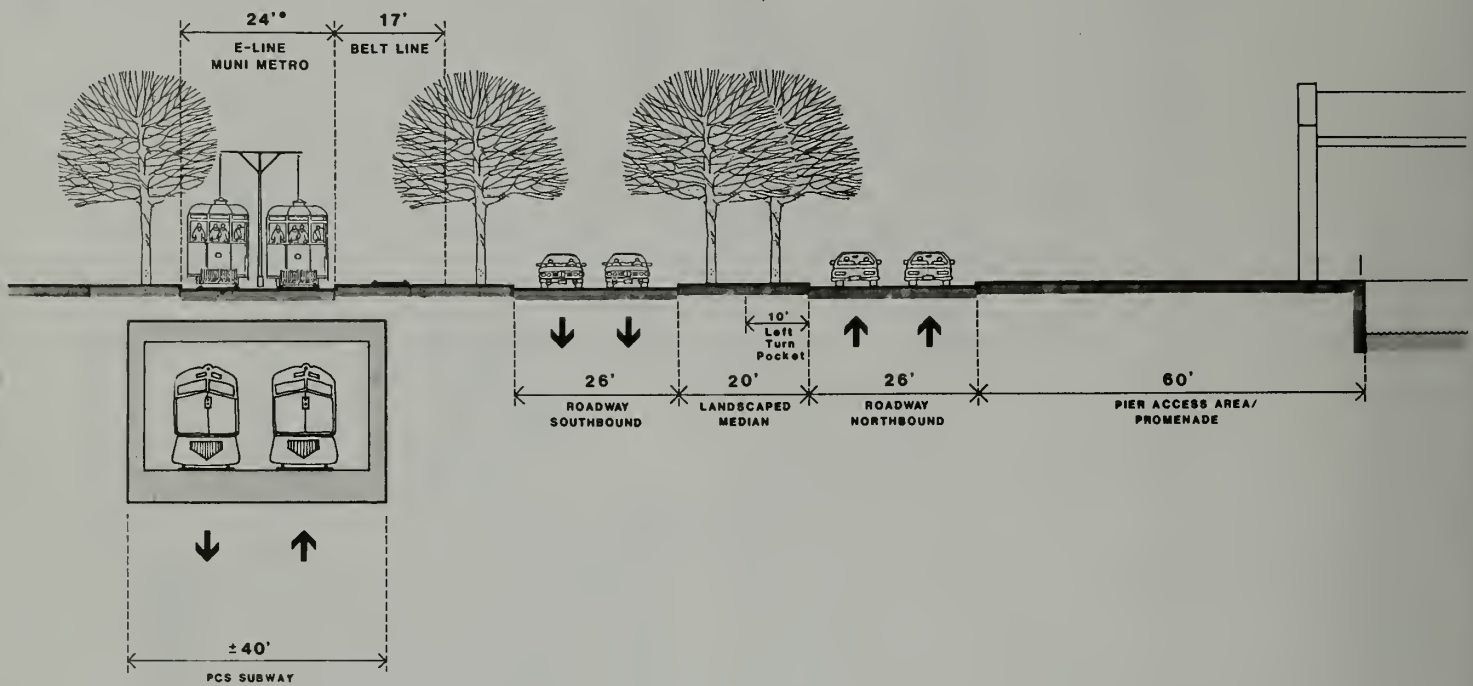 24'*
E-LINE
MUNI METRO
17'
BELT LINE
10'
Left
Turn
Pocket
26'
ROADWAY
SOUTHBOUND
20'
LANDSCAPED
MEDIAN
26'
ROADWAY
NORTHBOUND
60'
PIER ACCESS AREA/
PROMENADE
±40'
PCS SUBWAY